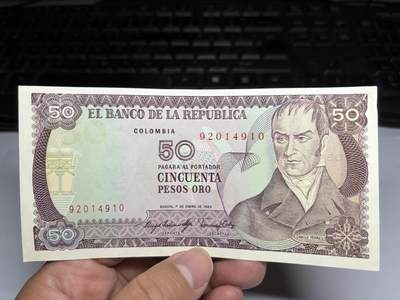 50
EL BANCO DE LA REPUBLICA
50
COLOMBIA
92014910
50
PAGARA AL PORTADOR
CINCUENTA
PESOS ORO
92014910
50